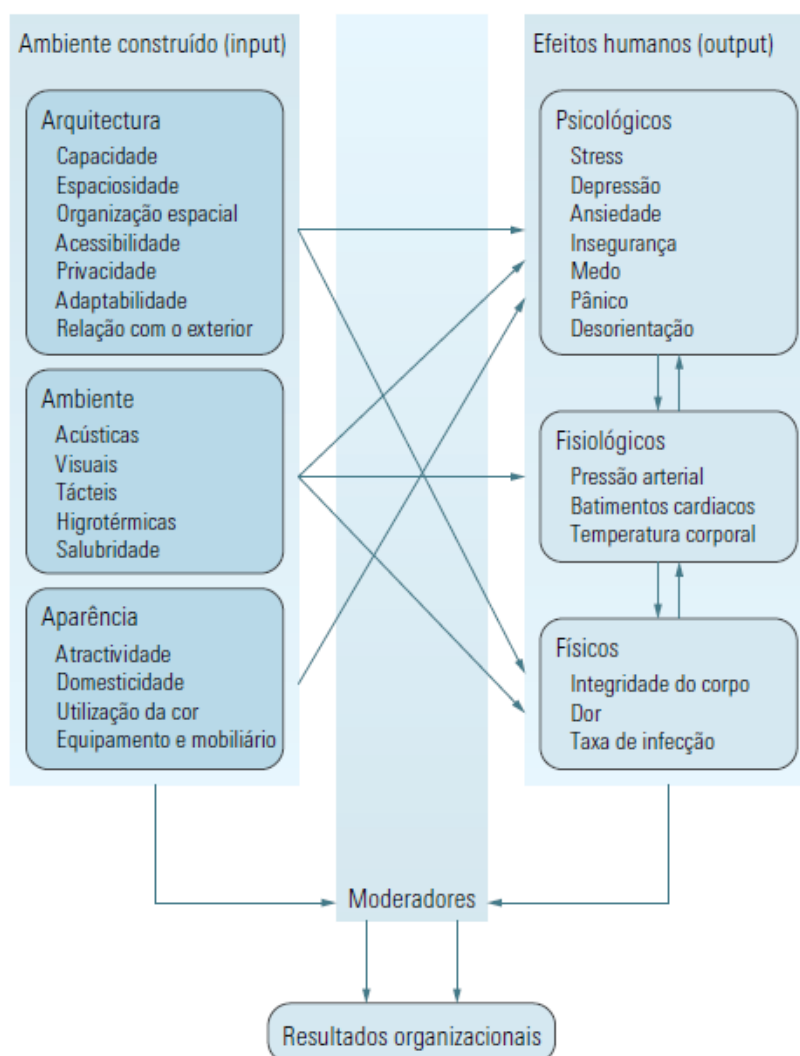 Ambiente construído (input)
Arquitectura
Capacidade
Espaciosidade
Organização espacial
Acessibilidade
Privacidade
Adaptabilidade
Relação com o exterior
Ambiente
Acústicas
Visuais
Tácteis
Higrotérmicas
Salubridade
Aparência
Atractividade
Domesticidade
Utilização da cor
Equipamento e mobiliário
Efeitos humanos (output)
Psicológicos
Stress
Depressão
Ansiedade
Insegurança
Medo
Pânico
Desorientação
Fisiológicos
Pressão arterial
Batimentos cardiacos
Temperatura corporal
Físicos
Integridade do corpo
Dor
Taxa de infecção
Moderadores
Resultados organizacionais